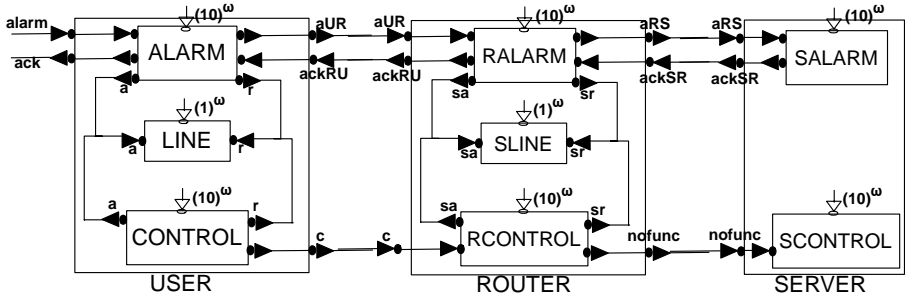 (10)ω (10)ω (10)ω
alarm aUR aUR aRS aRS
ALARM RALARM SALARM
ack ackRU ackRU ackSR ackSR
a r sa sr
(1)ω (1)ω
LINE SLINE
a r sa sr
(10)ω (10)ω (10)ω
a r sa sr
CONTROL RCONTROL SCONTROL
c c nofunc nofunc
USER ROUTER SERVER